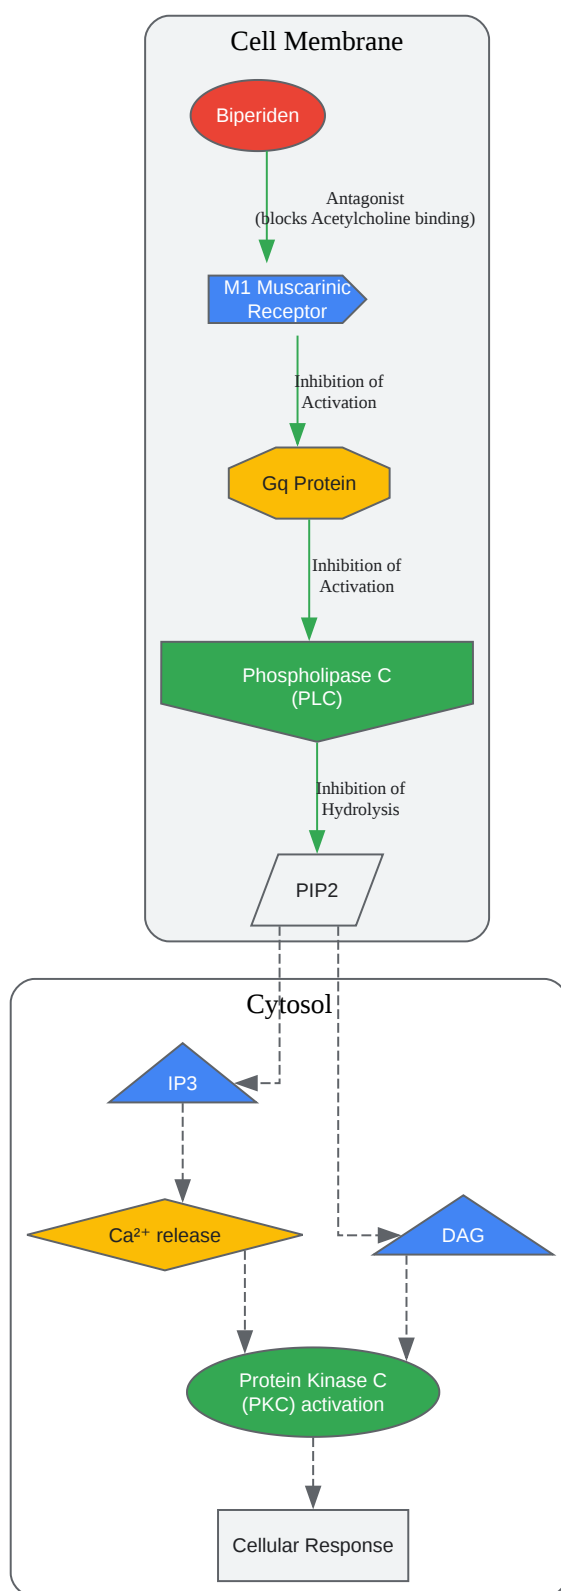 Cell Membrane
Biperiden
Antagonist
(blocks Acetylcholine binding)
M1 Muscarinic
Receptor
Inhibition of
Activation
Gq Protein
Inhibition of
Activation
Phospholipase C
(PLC)
Inhibition of
Hydrolysis
PIP2
Cytosol
IP3
Ca²⁺ release
DAG
Protein Kinase C
(PKC) activation
Cellular Response